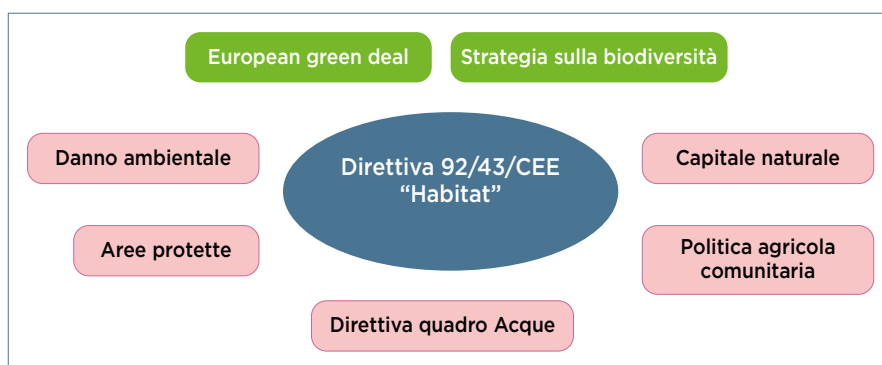 European green deal
Strategia sulla biodiversità
Danno ambientale
Direttiva 92/43/CEE
“Habitat”
Capitale naturale
Aree protette
Politica agricola
comunitaria
Direttiva quadro Acque